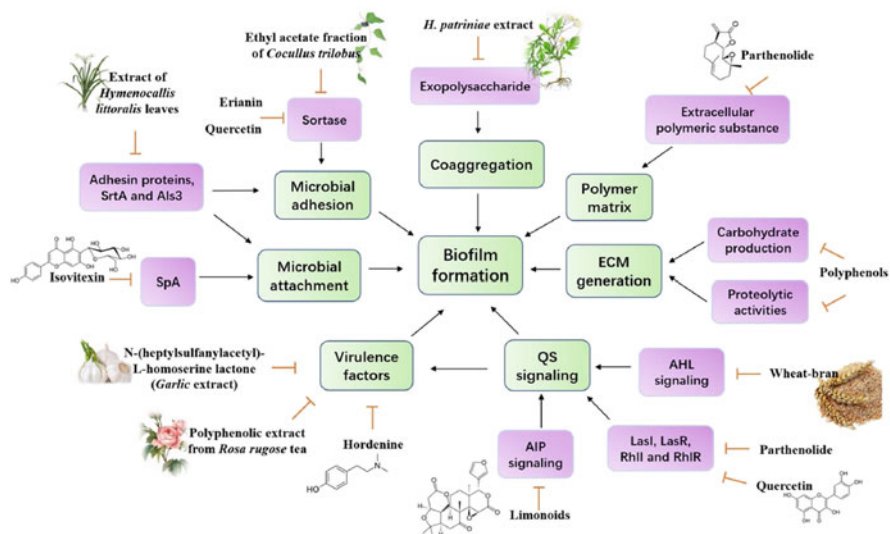 Ethyl acetate fraction
of Cocullus trilobus
H. patriniae extract
Parthenolide
Extract of
Hymenocallis
littoralis leaves
Erianin
Quercetin
Sortase
Exopolysaccharide
Extracellular
polymeric substance
Adhesin proteins,
SrtA and Als3
Microbial
adhesion
Coaggregation
Polymer
matrix
Isovitexin
SpA
Microbial
attachment
Biofilm
formation
ECM
generation
Carbohydrate
production
Proteolytic
activities
Polyphenols
N-(heptylsulfanylacetyl)-
L-homoserine lactone
(Garlic extract)
Virulence
factors
QS
signaling
AHL
signaling
Wheat-bran
Polyphenolic extract
from Rosa rugose tea
Hordenine
AIP
signaling
Limonoids
LasI, LasR,
RhlI and RhlR
Parthenolide
Quercetin